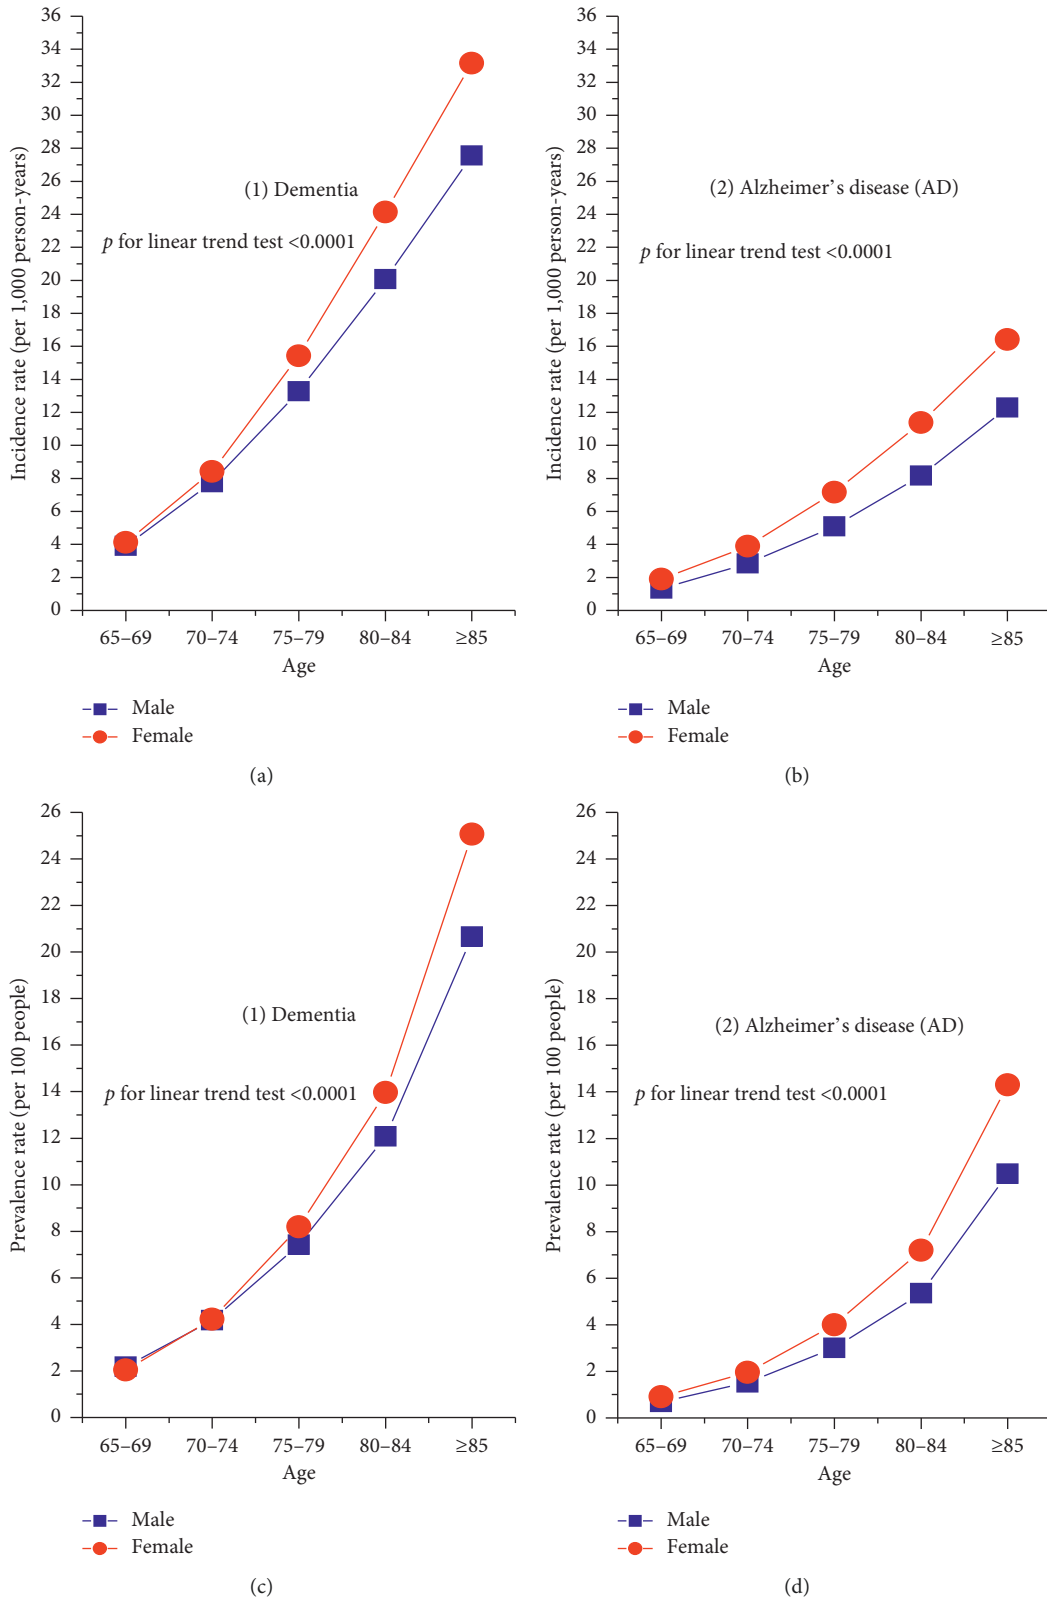 36
34
32
30
28
26
24
22
20
18
16
14
12
10
8
6
4
2
0
Incidence rate (per 1,000 person-years)
(1) Dementia
p for linear trend test <0.0001
65–69 70–74 75–79 80–84 ≥85
Age
Male
Female
(a)
36
34
32
30
28
26
24
22
20
18
16
14
12
10
8
6
4
2
0
Incidence rate (per 1,000 person-years)
(2) Alzheimer's disease (AD)
p for linear trend test <0.0001
65–69 70–74 75–79 80–84 ≥85
Age
Male
Female
(b)
26
24
22
20
18
16
14
12
10
8
6
4
2
0
Prevalence rate (per 100 people)
(1) Dementia
p for linear trend test <0.0001
65–69 70–74 75–79 80–84 ≥85
Age
Male
Female
(c)
26
24
22
20
18
16
14
12
10
8
6
4
2
0
Prevalence rate (per 100 people)
(2) Alzheimer's disease (AD)
p for linear trend test <0.0001
65–69 70–74 75–79 80–84 ≥85
Age
Male
Female
(d)